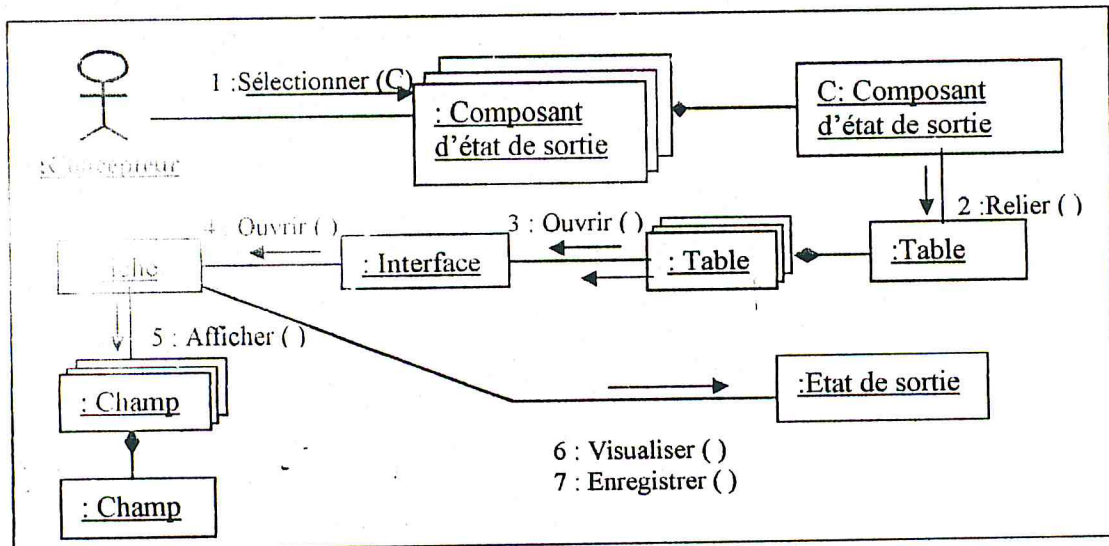 1 :Sélectionner (C)
: Composant
d'état de sortie
C: Composant
d'état de sortie
2 :Relier ( )
4 : Ouvrir ( )
3 : Ouvrir ( )
: Interface
: Table
:Table
5 : Afficher ( )
: Champ
:Etat de sortie
6 : Visualiser ( )
7 : Enregistrer ( )
: Champ